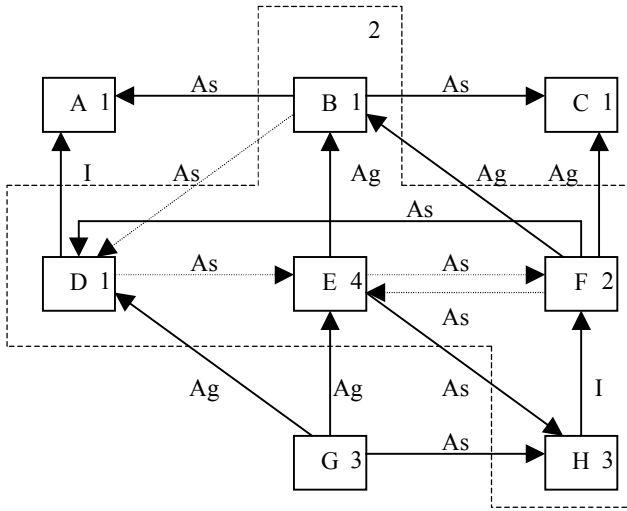 2
As As
A 1 B 1 C 1
I As Ag Ag Ag
As
As As
D 1 E 4 F 2
As
Ag Ag As I
As
G 3 H 3